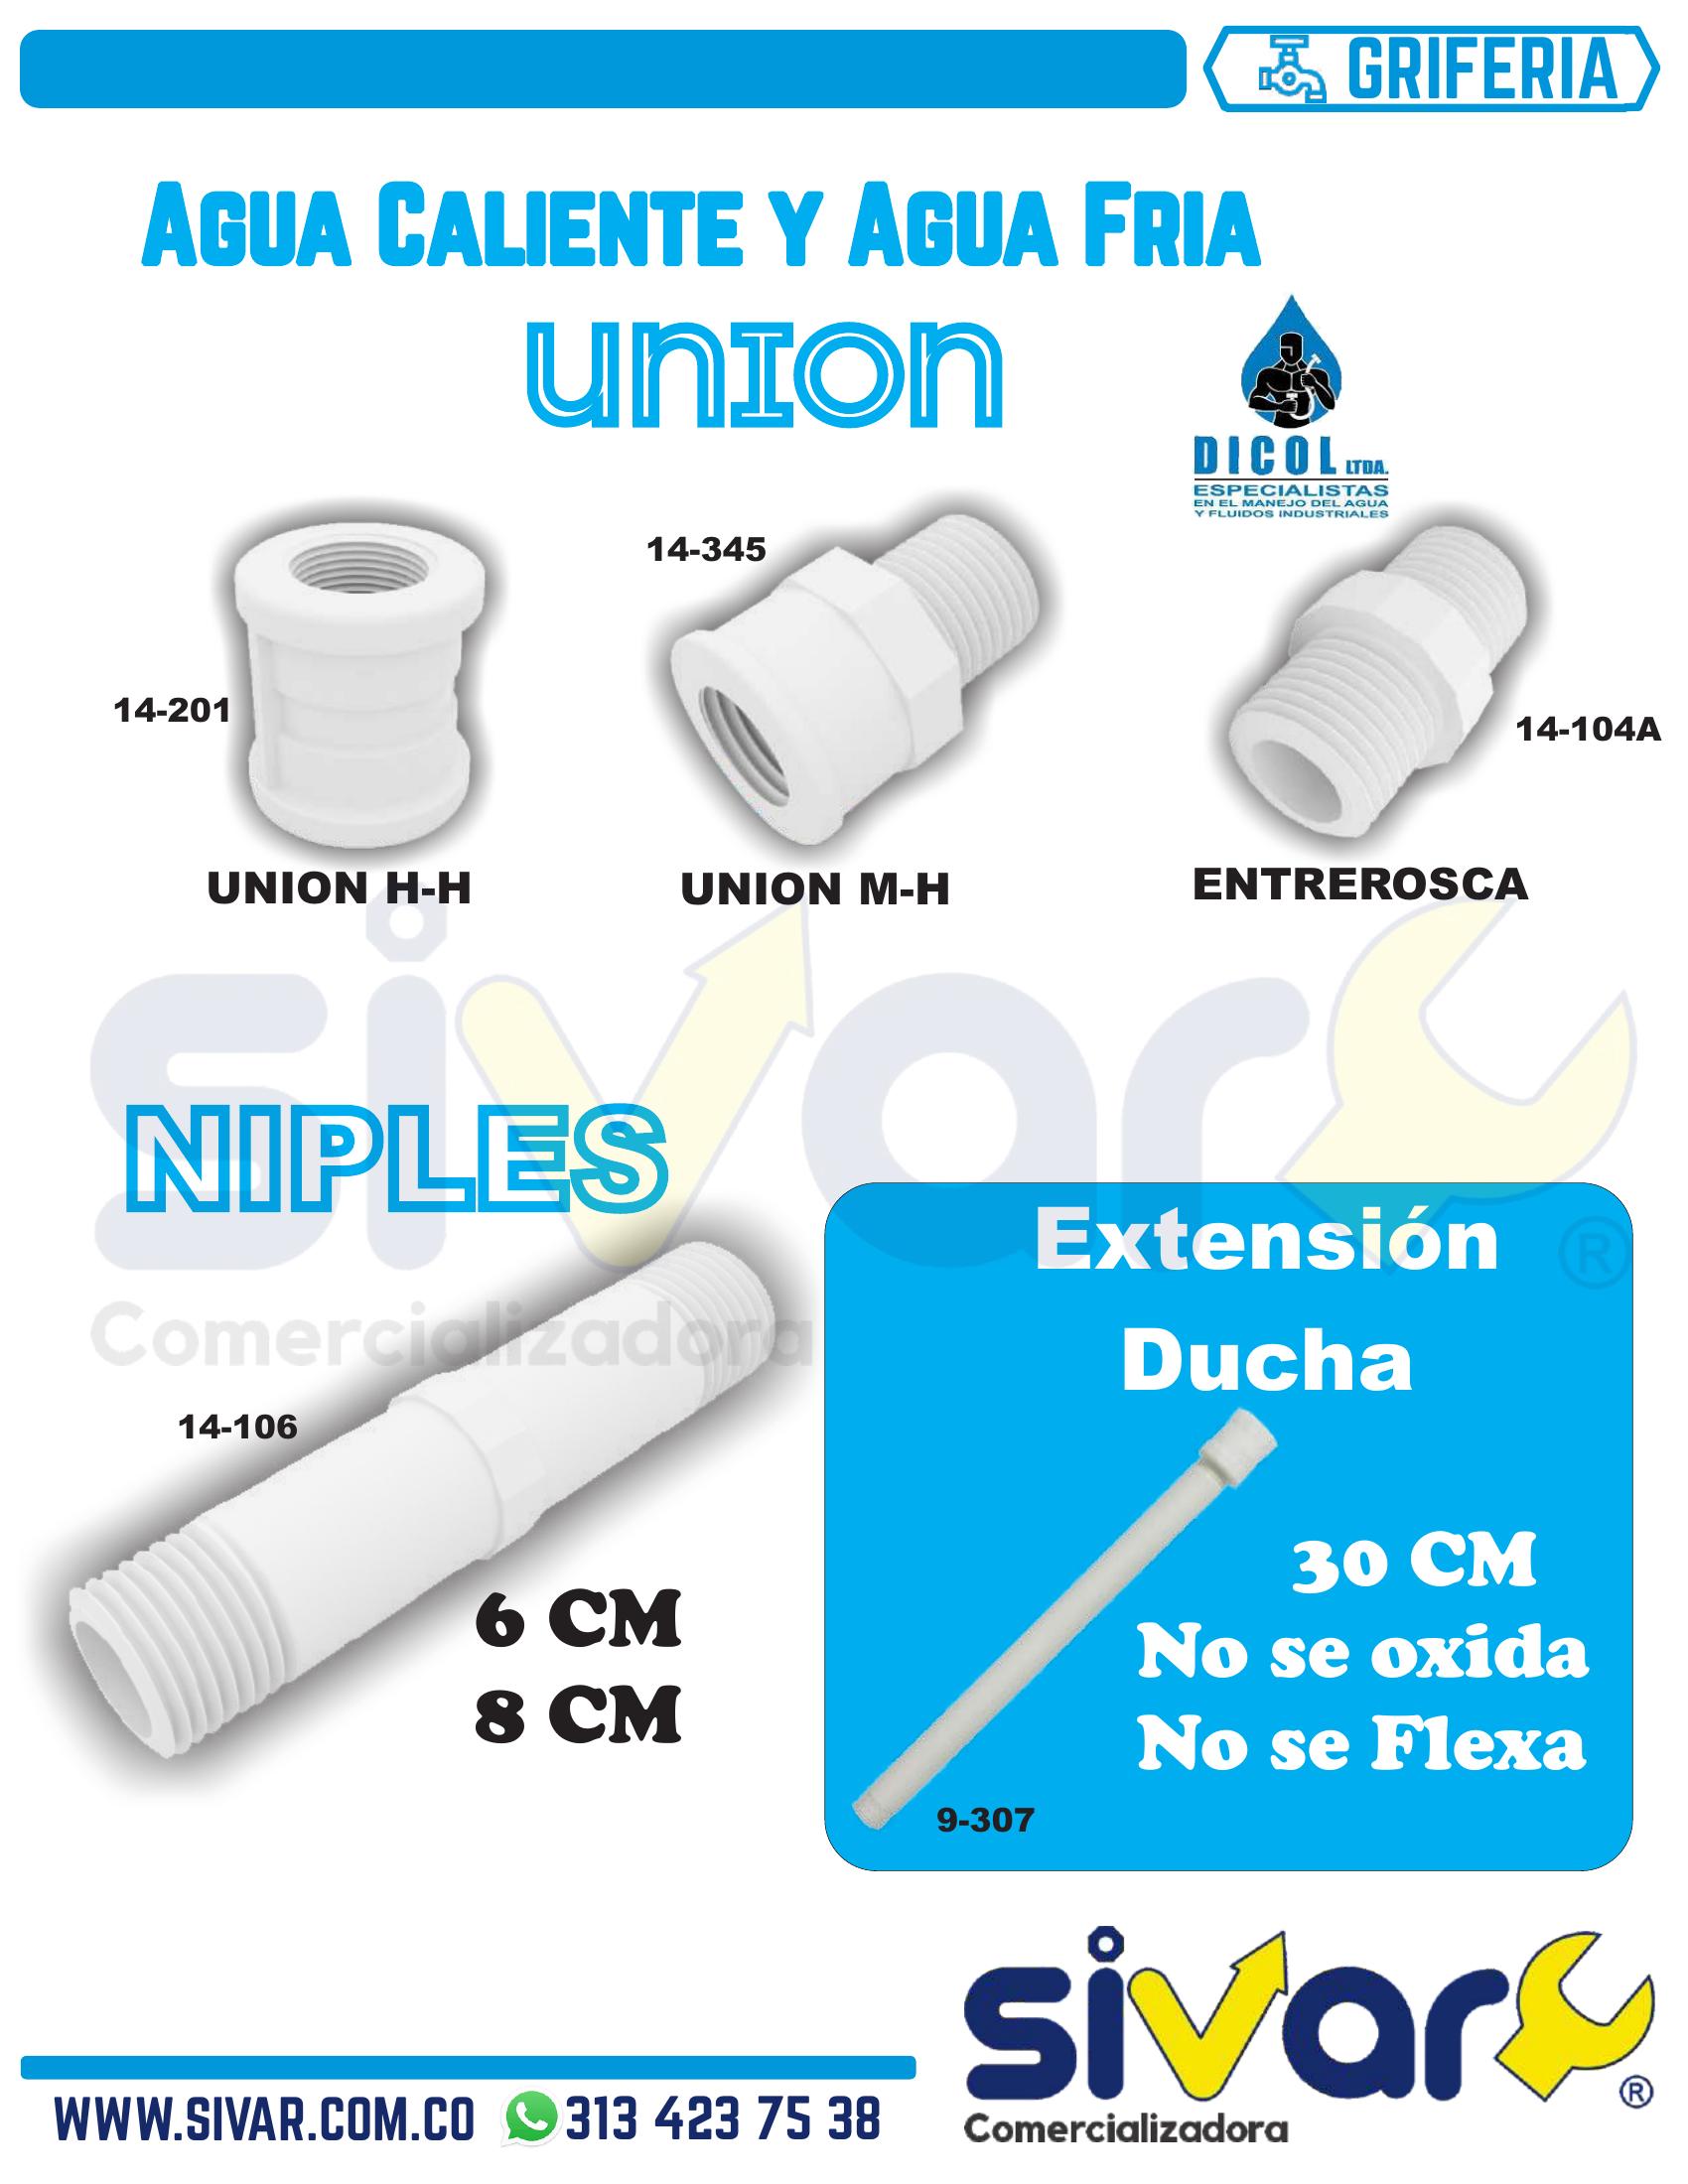 GRIFERIA
AGUA CALIENTE Y AGUA FRIA
UNION
DICOL LTDA.
ESPECIALISTAS
EN EL MANEJO DEL AGUA
Y FLUIDOS INDUSTRIALES
14-345
14-201
14-104A
UNION H-H
UNION M-H
ENTREROSCA
sivar
NIPLES
Extensión
Ducha
®
Comercializadora
14-106
30 CM
6 CM
No se oxida
8 CM
No se Flexa
9-307
sivar
®
WWW.SIVAR.COM.CO
313 423 75 38
Comercializadora